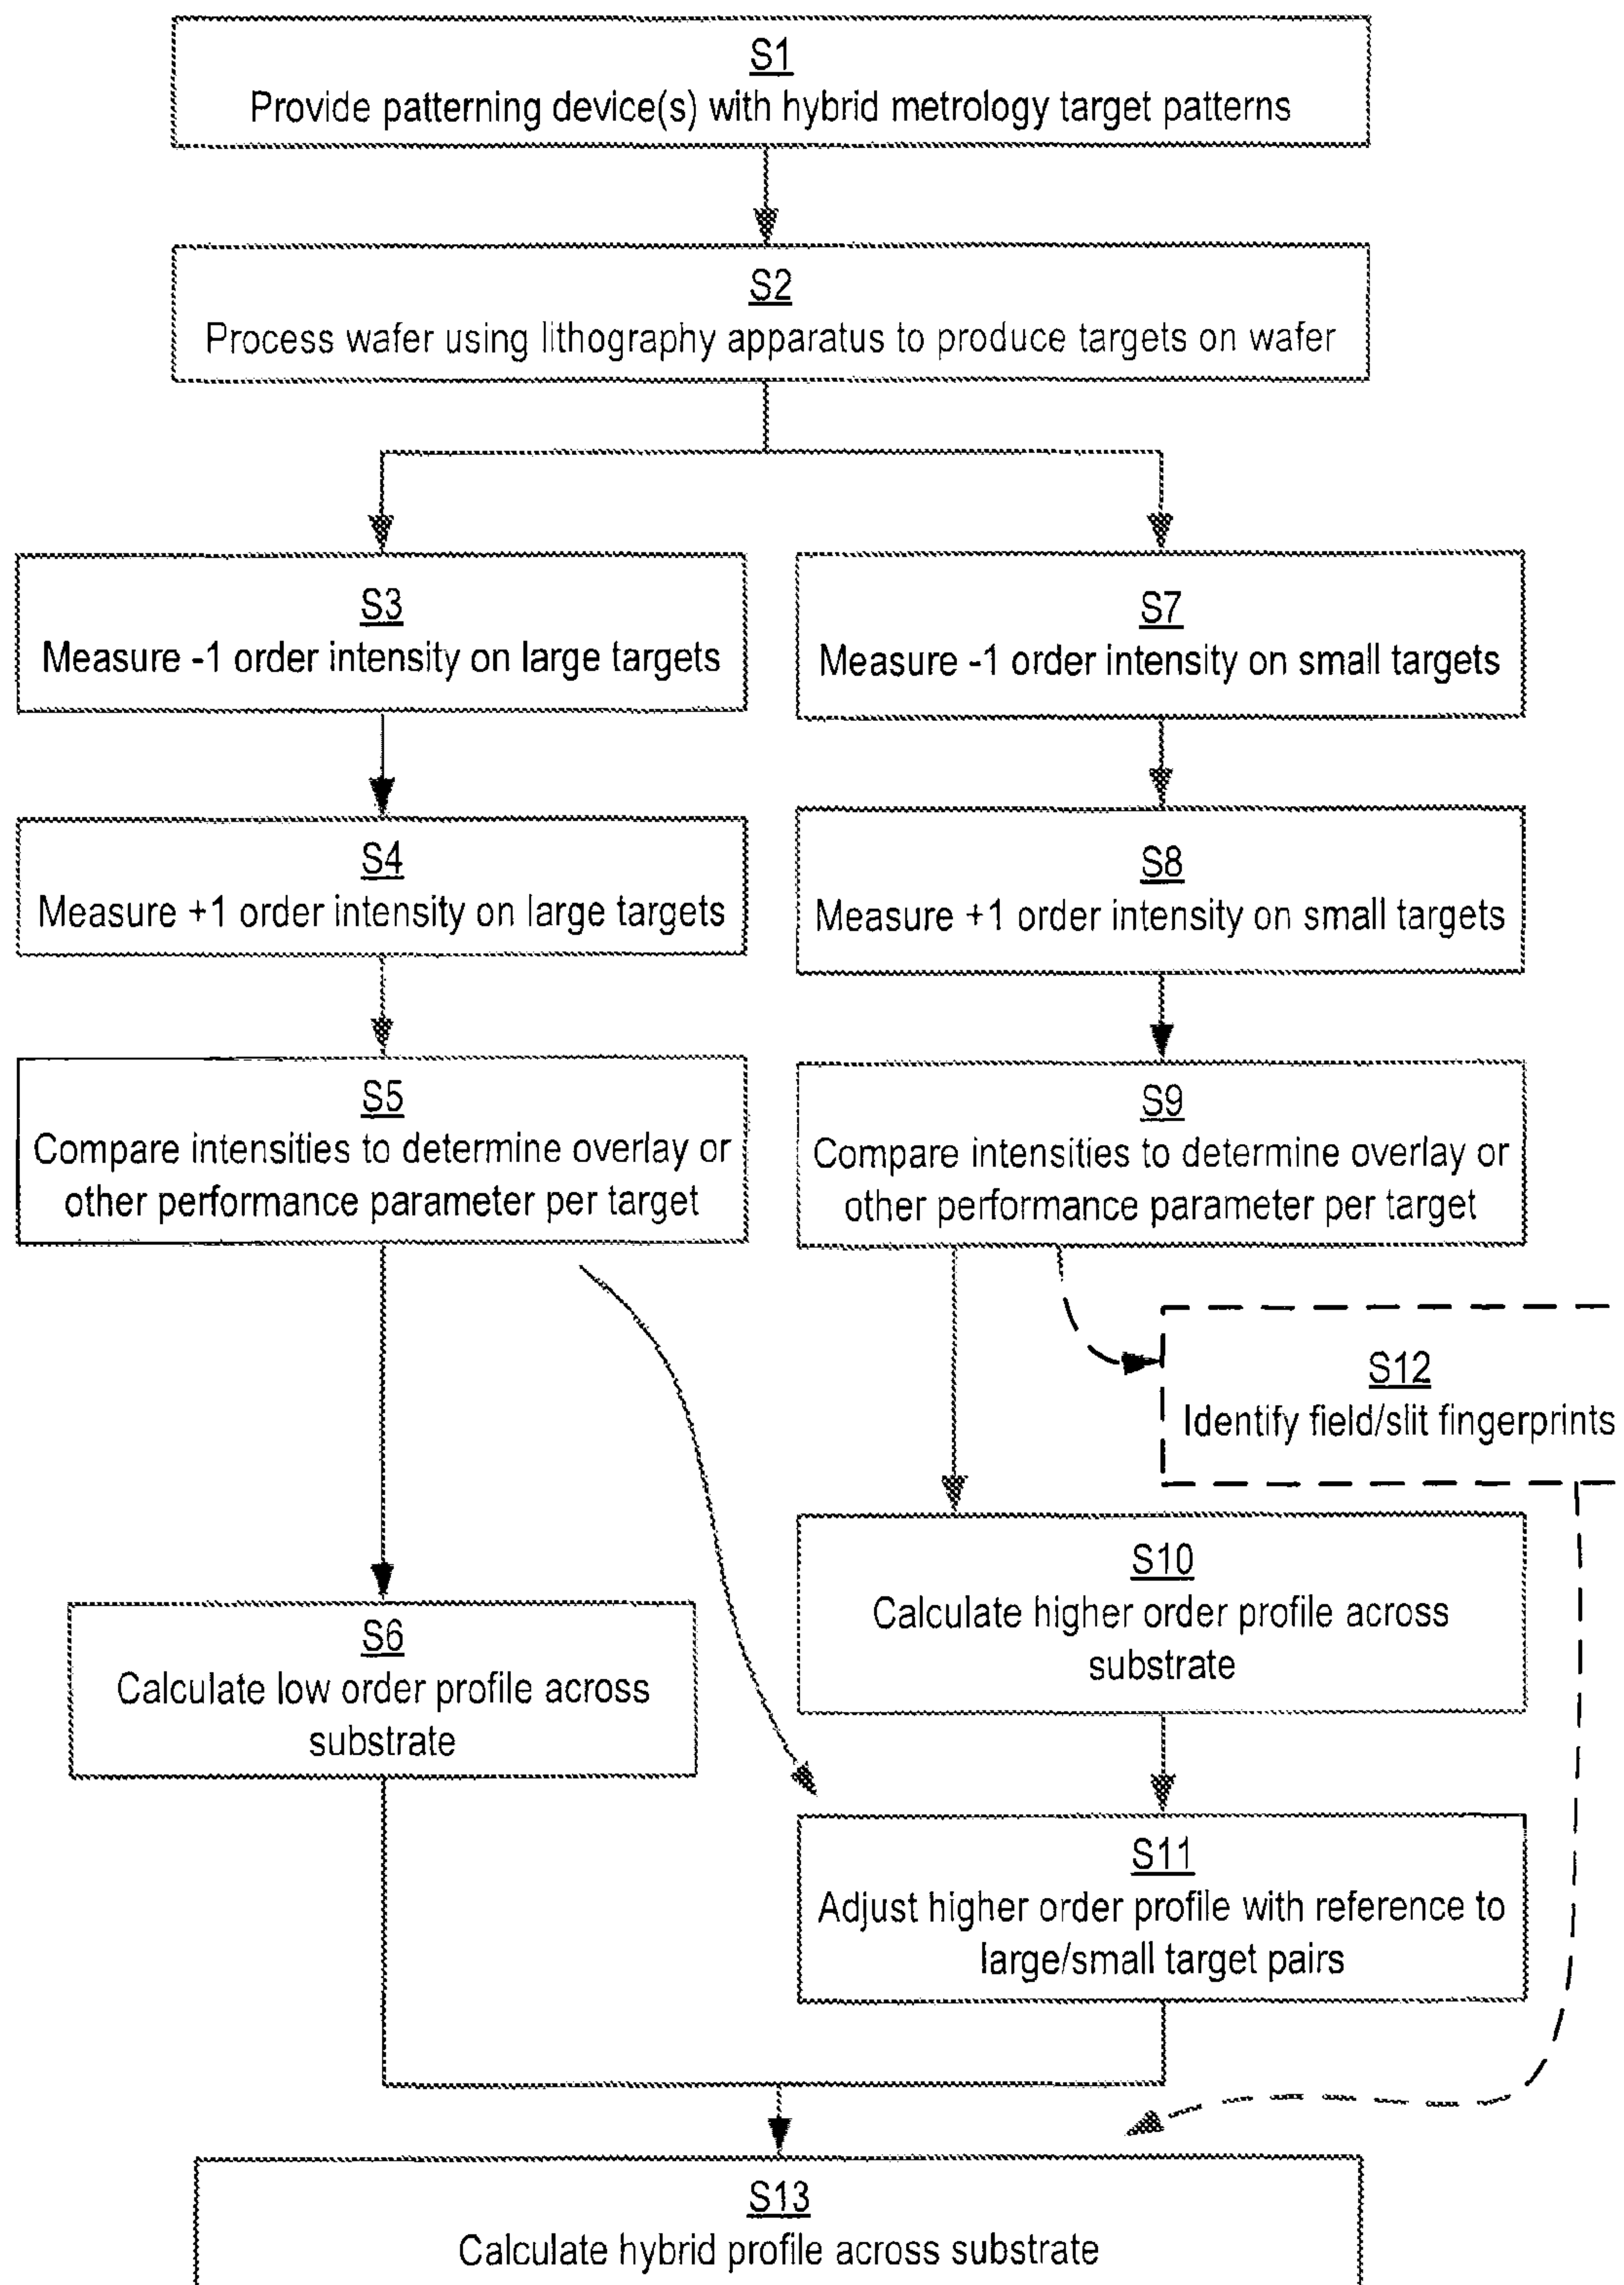 S1
Provide patterning device(s) with hybrid metrology target patterns
S2
Process wafer using lithography apparatus to produce targets on wafer
S3
Measure -1 order intensity on large targets
S4
Measure +1 order intensity on large targets
S5
Compare intensities to determine overlay or
other performance parameter per target
S6
Calculate low order profile across
substrate
S7
Measure -1 order intensity on small targets
S8
Measure +1 order intensity on small targets
S9
Compare intensities to determine overlay or
other performance parameter per target
S12
Identify field/slit fingerprints
S10
Calculate higher order profile across
substrate
S11
Adjust higher order profile with reference to
large/small target pairs
S13
Calculate hybrid profile across substrate